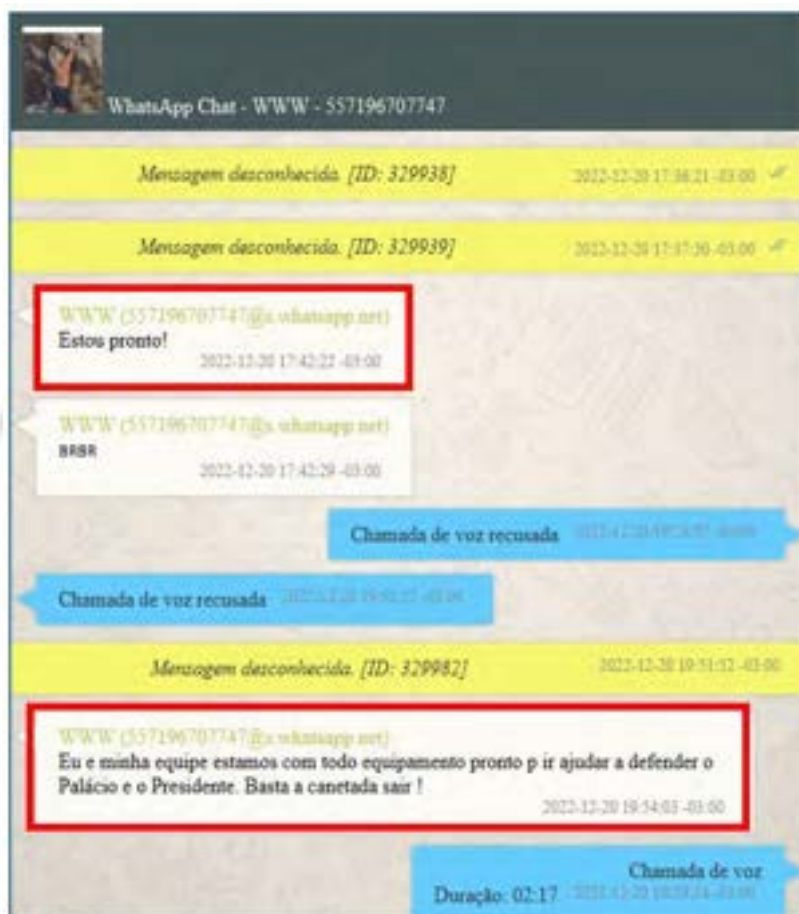 WhatsApp Chat - WWW - 557196707747
Mensagem desconhecida. [ID: 329938] 2022-12-20 17:36:21 -03:00
Mensagem desconhecida. [ID: 329939] 2022-12-20 17:37:36 -03:00
WWW (557196707747@s.whatsapp.net)
Estou pronto!
2022-12-20 17:42:22 -03:00
WWW (557196707747@s.whatsapp.net)
BRBR
2022-12-20 17:42:29 -03:00
Chamada de voz recusada
Chamada de voz recusada
Mensagem desconhecida. [ID: 329982] 2022-12-20 19:51:52 -03:00
WWW (557196707747@s.whatsapp.net)
Eu e minha equipe estamos com todo equipamento pronto p ir ajudar a defender o
Palácio e o Presidente. Basta a canetada sair !
2022-12-20 19:54:03 -03:00
Chamada de voz
Duração: 02:17